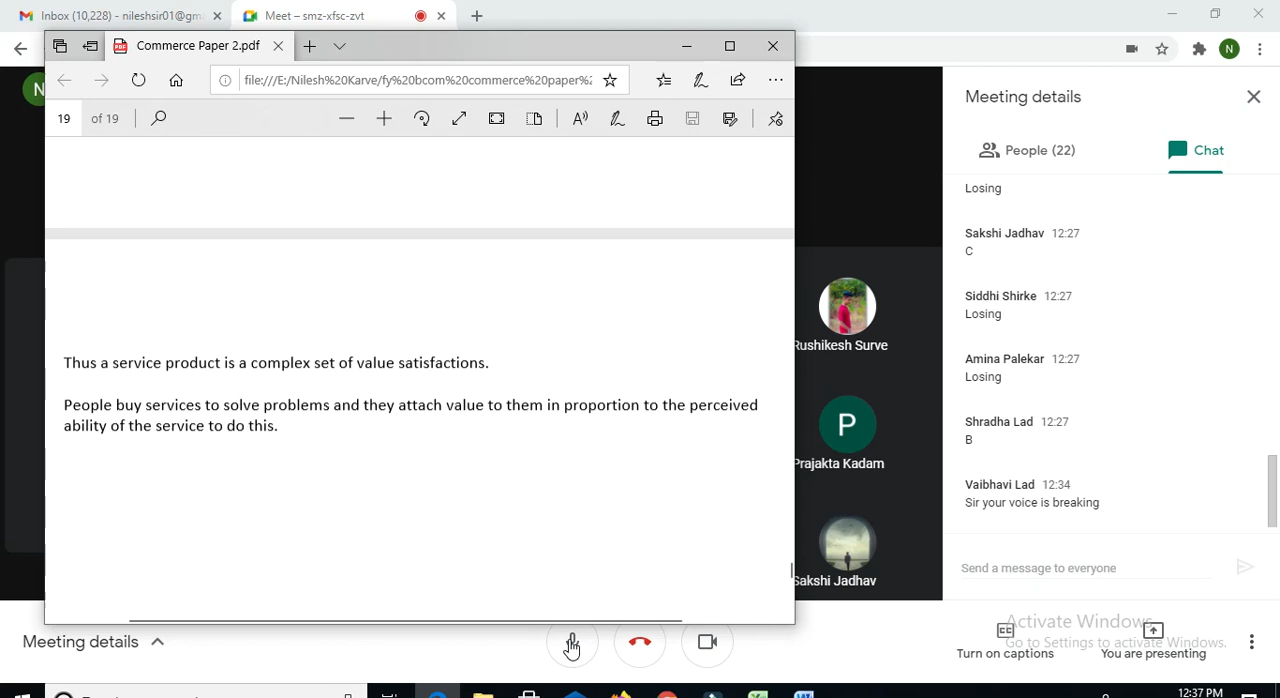 Inbox (10,228) - nileshsir01@gm
Meet – smz-xfsc-zvt
Commerce Paper 2.pdf
file:///E:/Nilesh%20Karve/fy%20bcom%20commerce%20paper%2
N
19 of 19
Thus a service product is a complex set of value satisfactions.
People buy services to solve problems and they attach value to them in proportion to the perceived
ability of the service to do this.
N
Rushikesh Surve
P
Prajakta Kadam
Sakshi Jadhav
Meeting details
People (22)
Chat
Losing
Sakshi Jadhav 12:27
C
Siddhi Shirke 12:27
Losing
Amina Palekar 12:27
Losing
Shradha Lad 12:27
B
Vaibhavi Lad 12:34
Sir your voice is breaking
Send a message to everyone
Meeting details
Turn on captions
You are presenting
Activate Windows
Go to Settings to activate Windows.
12:37 PM